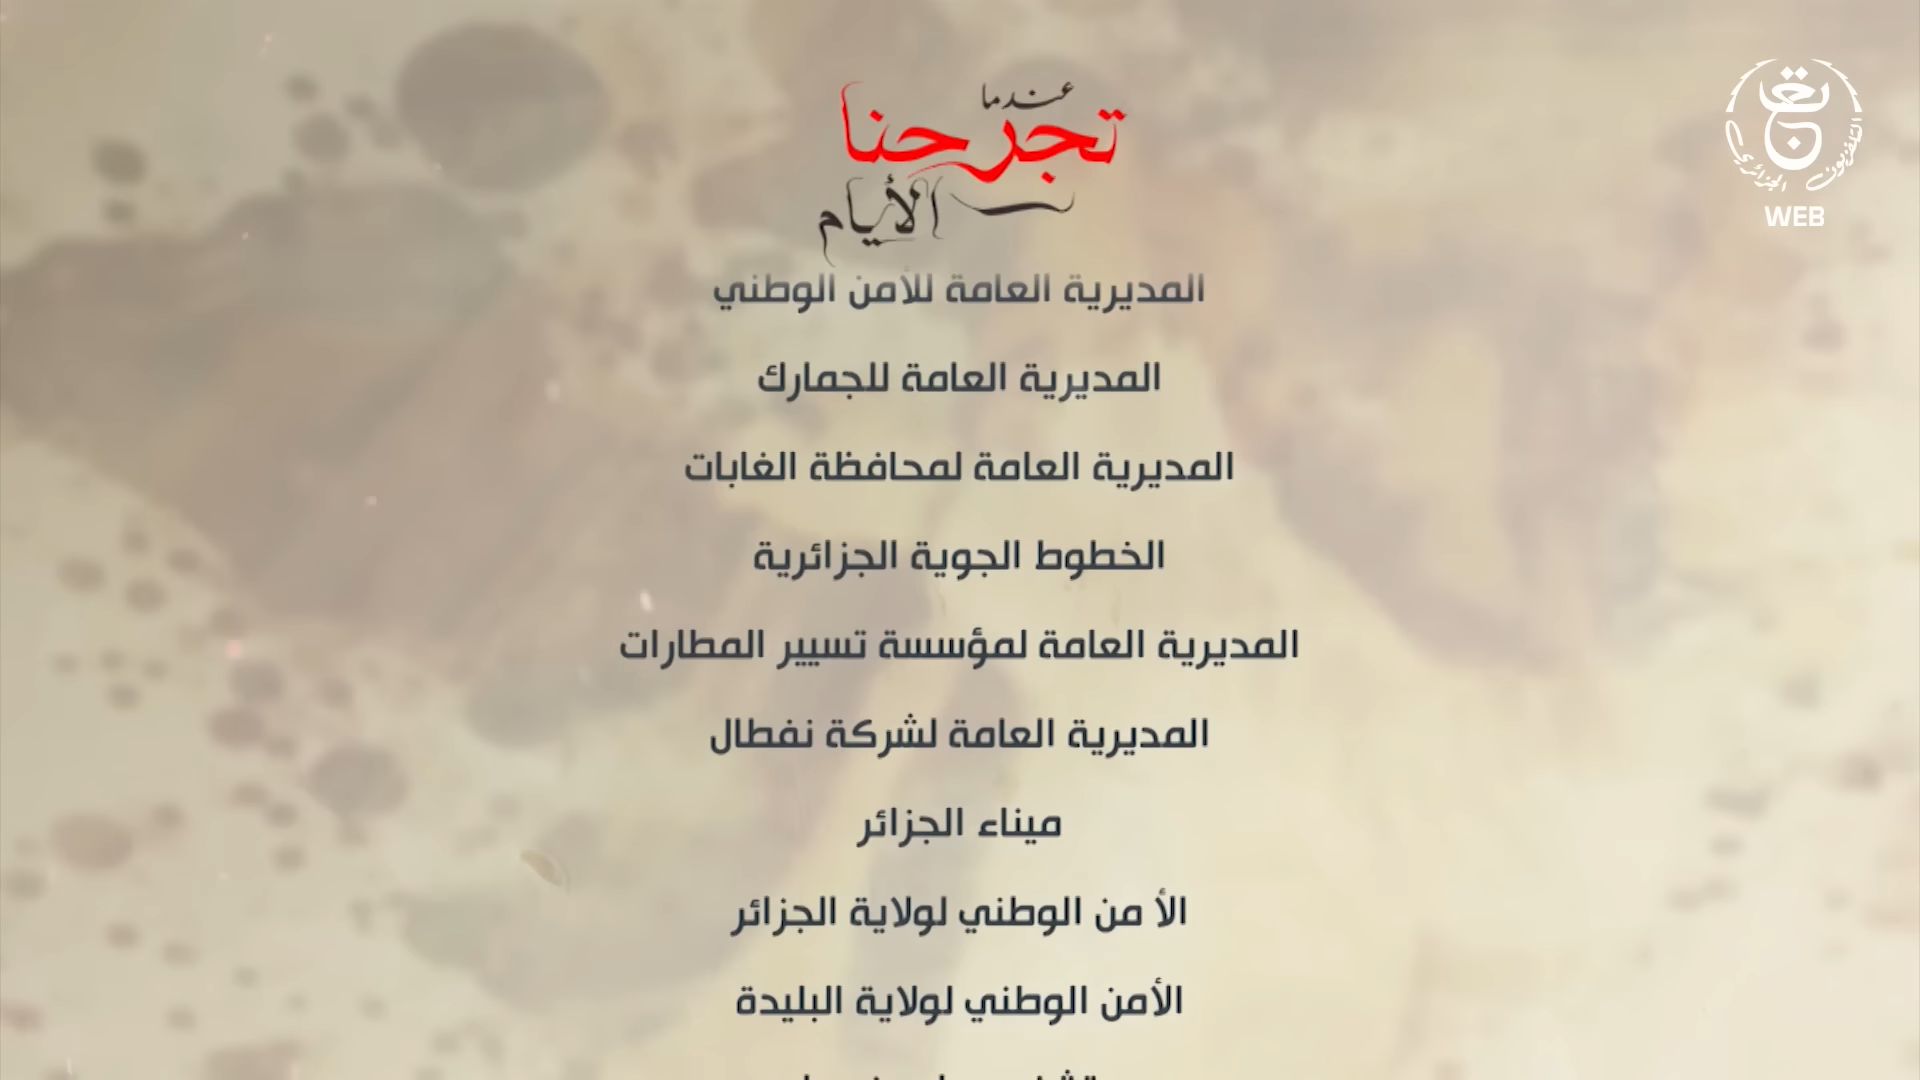 عندما
تجرحنا
الأيام
التلفزيون الجزائري
WEB
المديرية العامة للأمن الوطني
المديرية العامة للجمارك
المديرية العامة لمحافظة الغابات
الخطوط الجوية الجزائرية
المديرية العامة لمؤسسة تسيير المطارات
المديرية العامة لشركة نفطال
ميناء الجزائر
الأ من الوطني لولاية الجزائر
الأمن الوطني لولاية البليدة